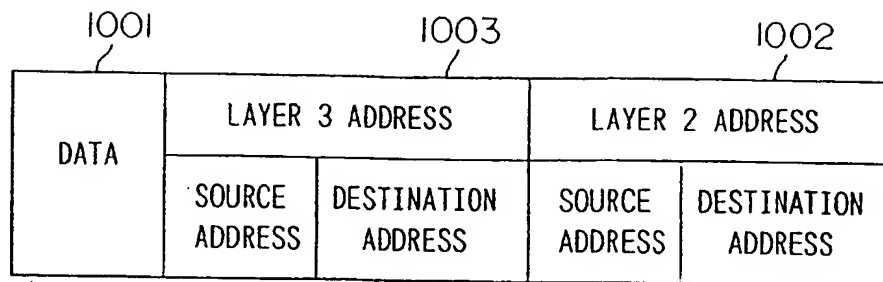 1001 1003 1002
DATA
LAYER 3 ADDRESS LAYER 2 ADDRESS
SOURCE ADDRESS
DESTINATION ADDRESS
SOURCE ADDRESS
DESTINATION ADDRESS